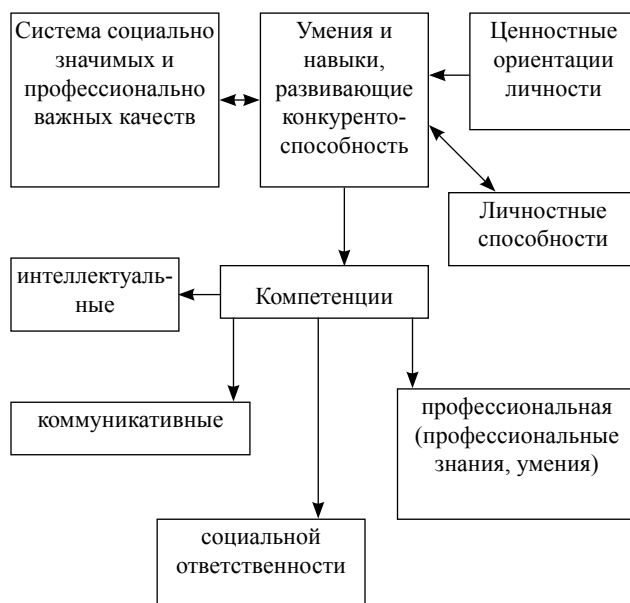 Система социально
значимых и
профессионально
важных качеств
Умения и
навыки,
развивающие
конкуренто-
способность
Ценностные
ориентации
личности
Личностные
способности
интеллектуаль-
ные
Компетенции
коммуникативные
профессиональная
(профессиональные
знания, умения)
социальной
ответственности